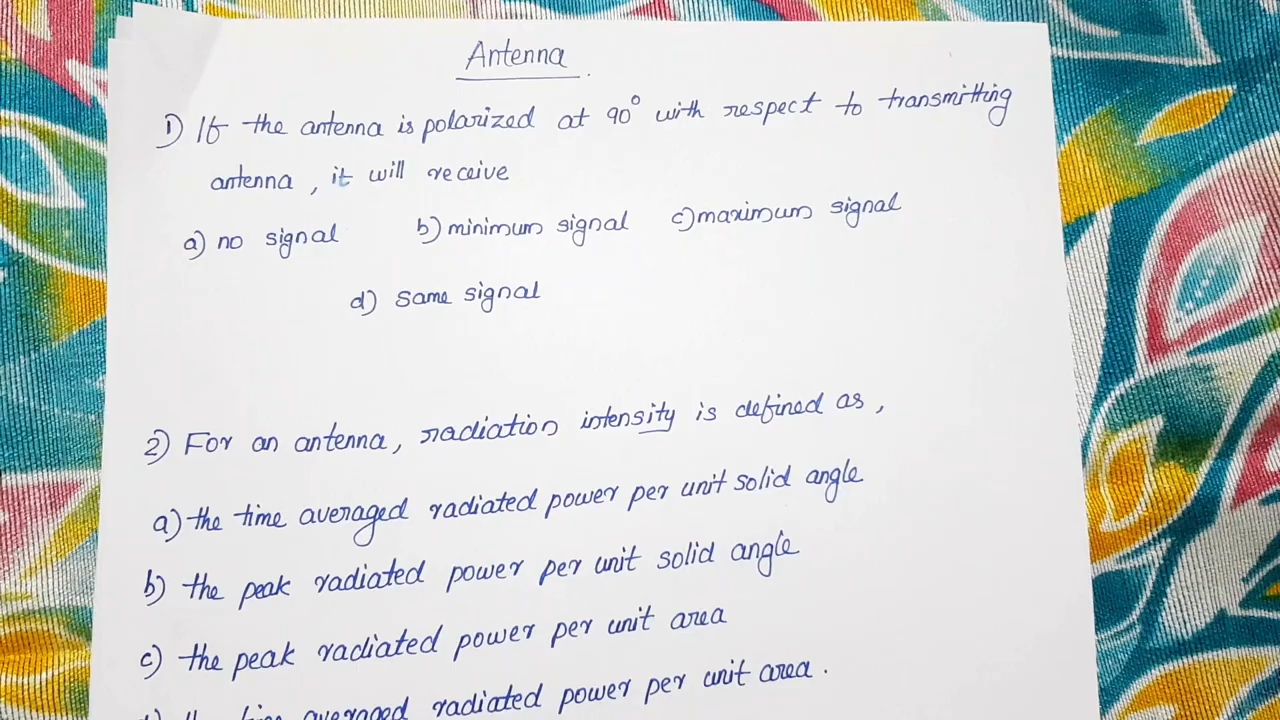 Antenna
1) If the antenna is polarized at 90° with respect to transmitting
antenna, it will receive
a) no signal b) minimum signal c) maximum signal
d) same signal
2) For an antenna, radiation intensity is defined as,
a) the time averaged radiated power per unit solid angle
b) the peak radiated power per unit solid angle
c) the peak radiated power per unit area
d) the time averaged radiated power per unit area.